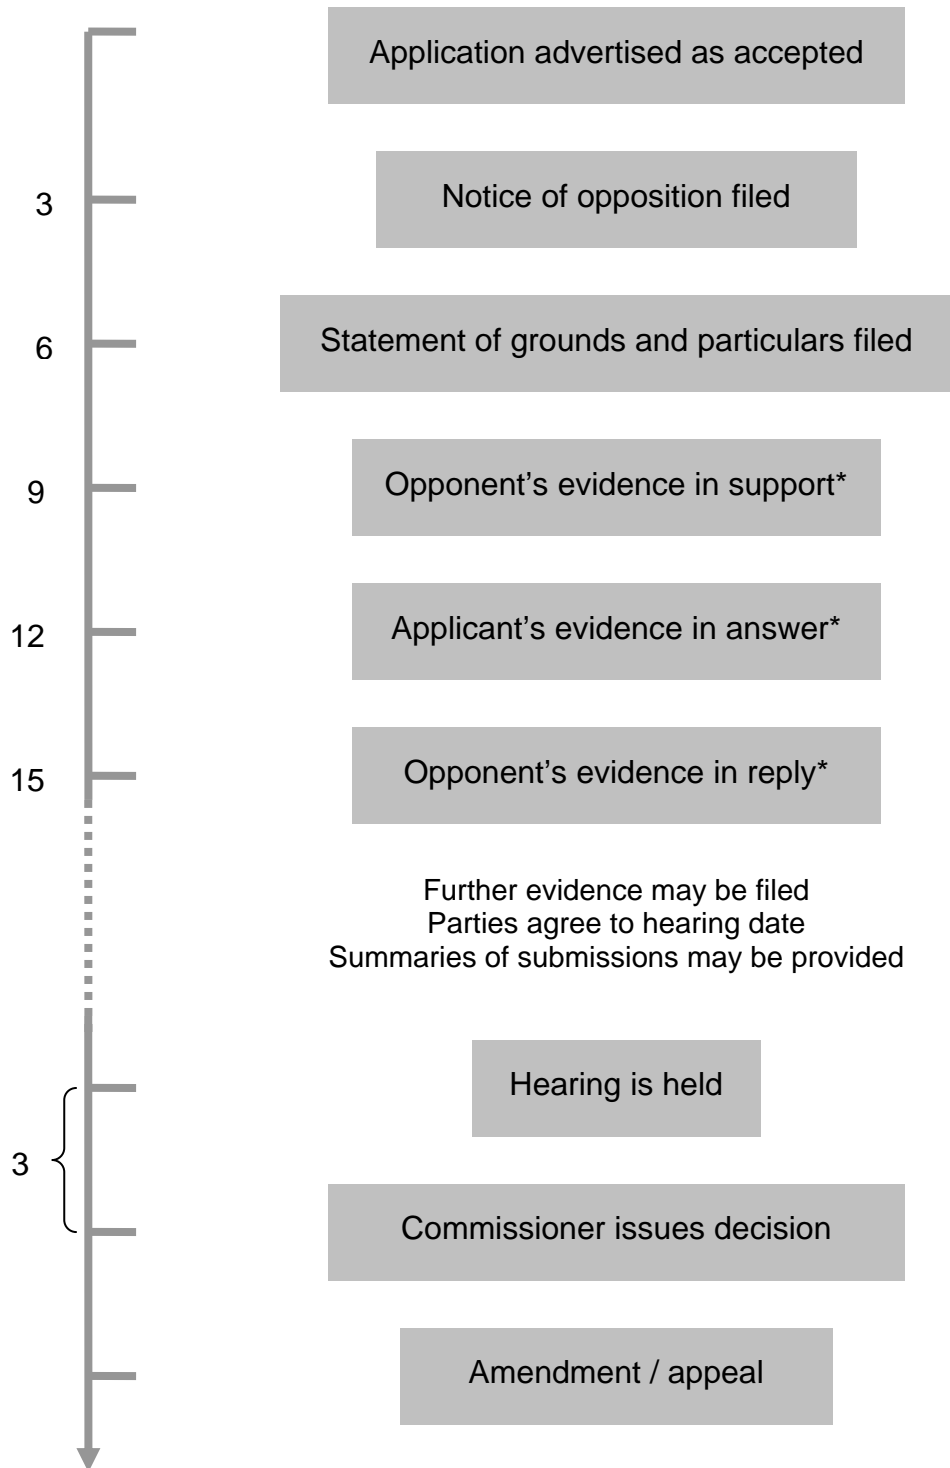 Application advertised as accepted
3
Notice of opposition filed
6
Statement of grounds and particulars filed
9
Opponent’s evidence in support*
12
Applicant’s evidence in answer*
15
Opponent’s evidence in reply*
Further evidence may be filed
Parties agree to hearing date
Summaries of submissions may be provided
Hearing is held
3
Commissioner issues decision
Amendment / appeal